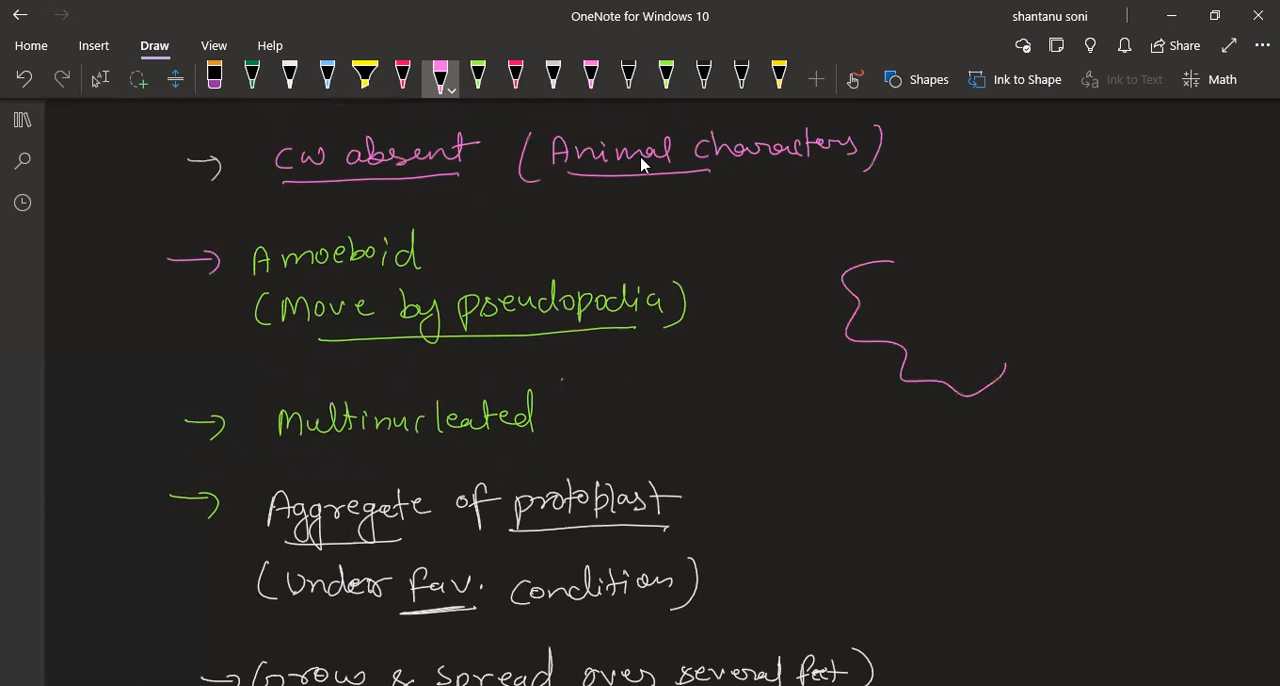 OneNote for Windows 10
shantanu soni
Home Insert Draw View Help
Share
Shapes Ink to Shape Ink to Text Math
→ CW absent (Animal Characters)
→ Amoeboid
(Move by pseudopodia)
→ Multinucleated
→ Aggregate of protoplast
(Under fav. Condition)
→ (Grow & spread over several feet)